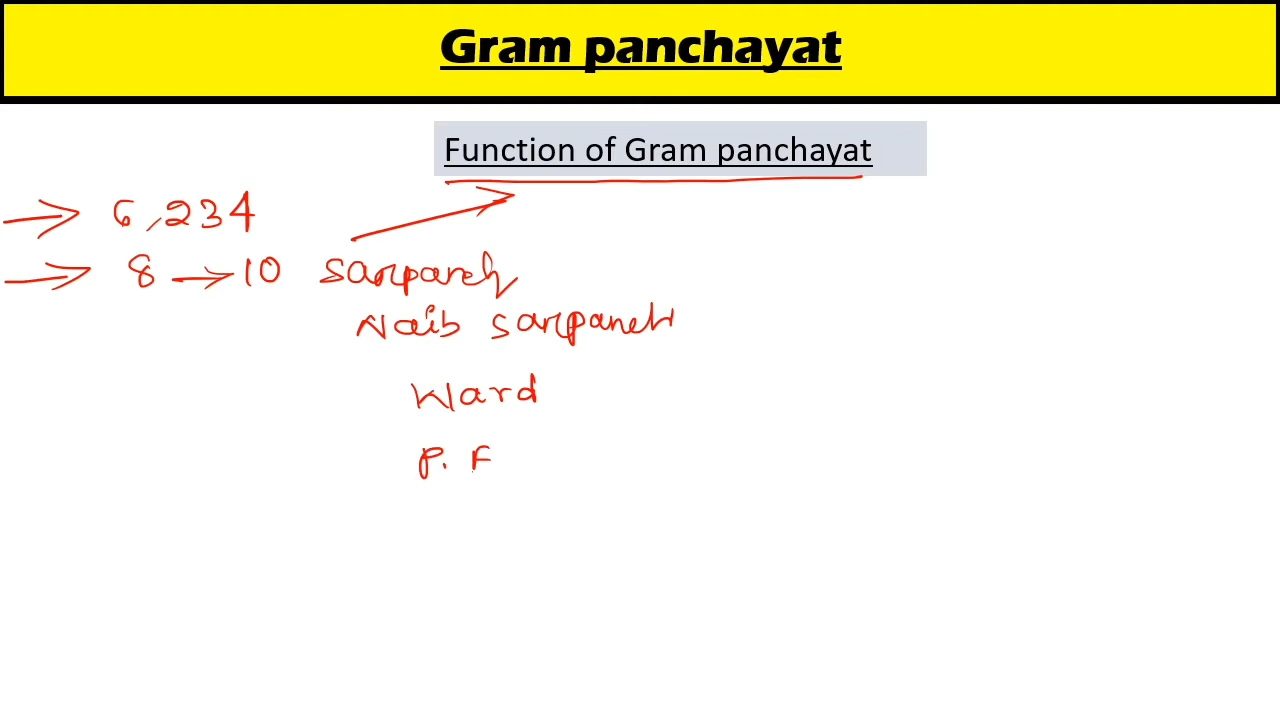 Gram panchayat
Function of Gram panchayat
→ 6,234
→ 8 → 10 Sarpanch
Naib Sarpanch
Ward
P. E